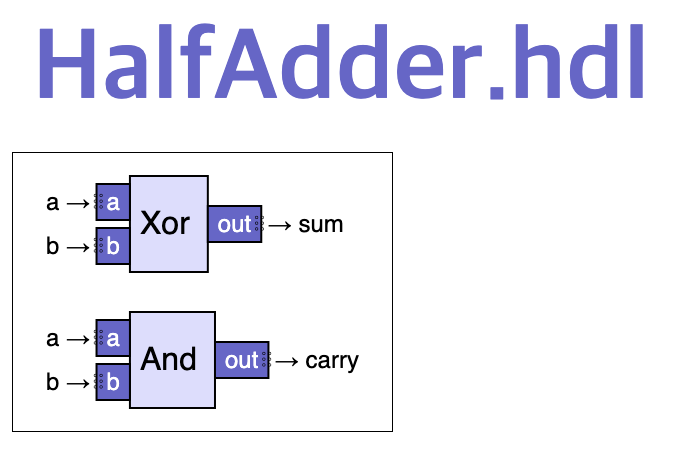 HalfAdder.hdl
a → a Xor out → sum
b → b
a → a And out → carry
b → b